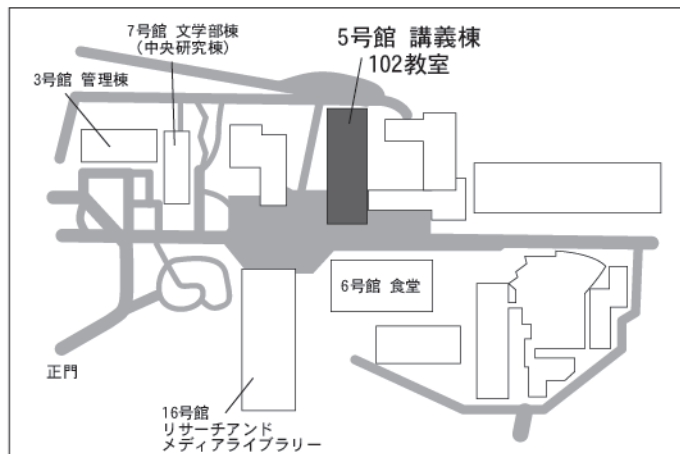 7号館 文学部棟
（中央研究棟）
5号館 講義棟
102教室
3号館 管理棟
6号館 食堂
正門
16号館
リサーチアンド
メディアライブラリー